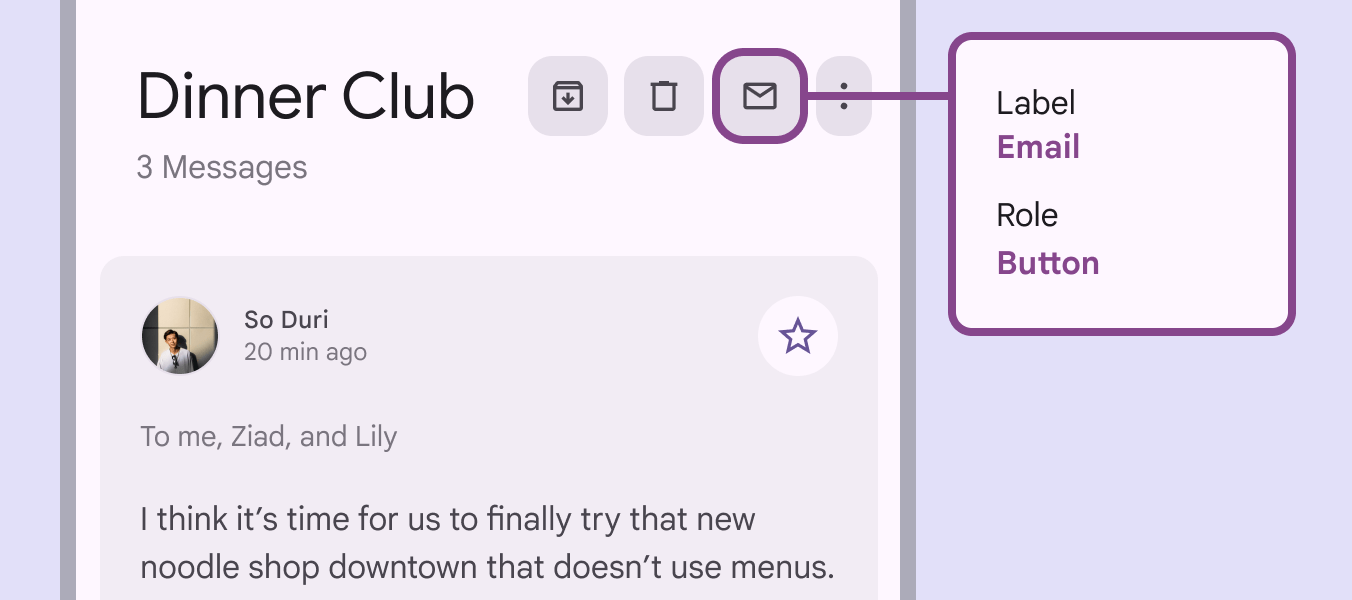 Dinner Club
3 Messages
So Duri
20 min ago
To me, Ziad, and Lily
I think it’s time for us to finally try that new
noodle shop downtown that doesn’t use menus.
Label
Email
Role
Button